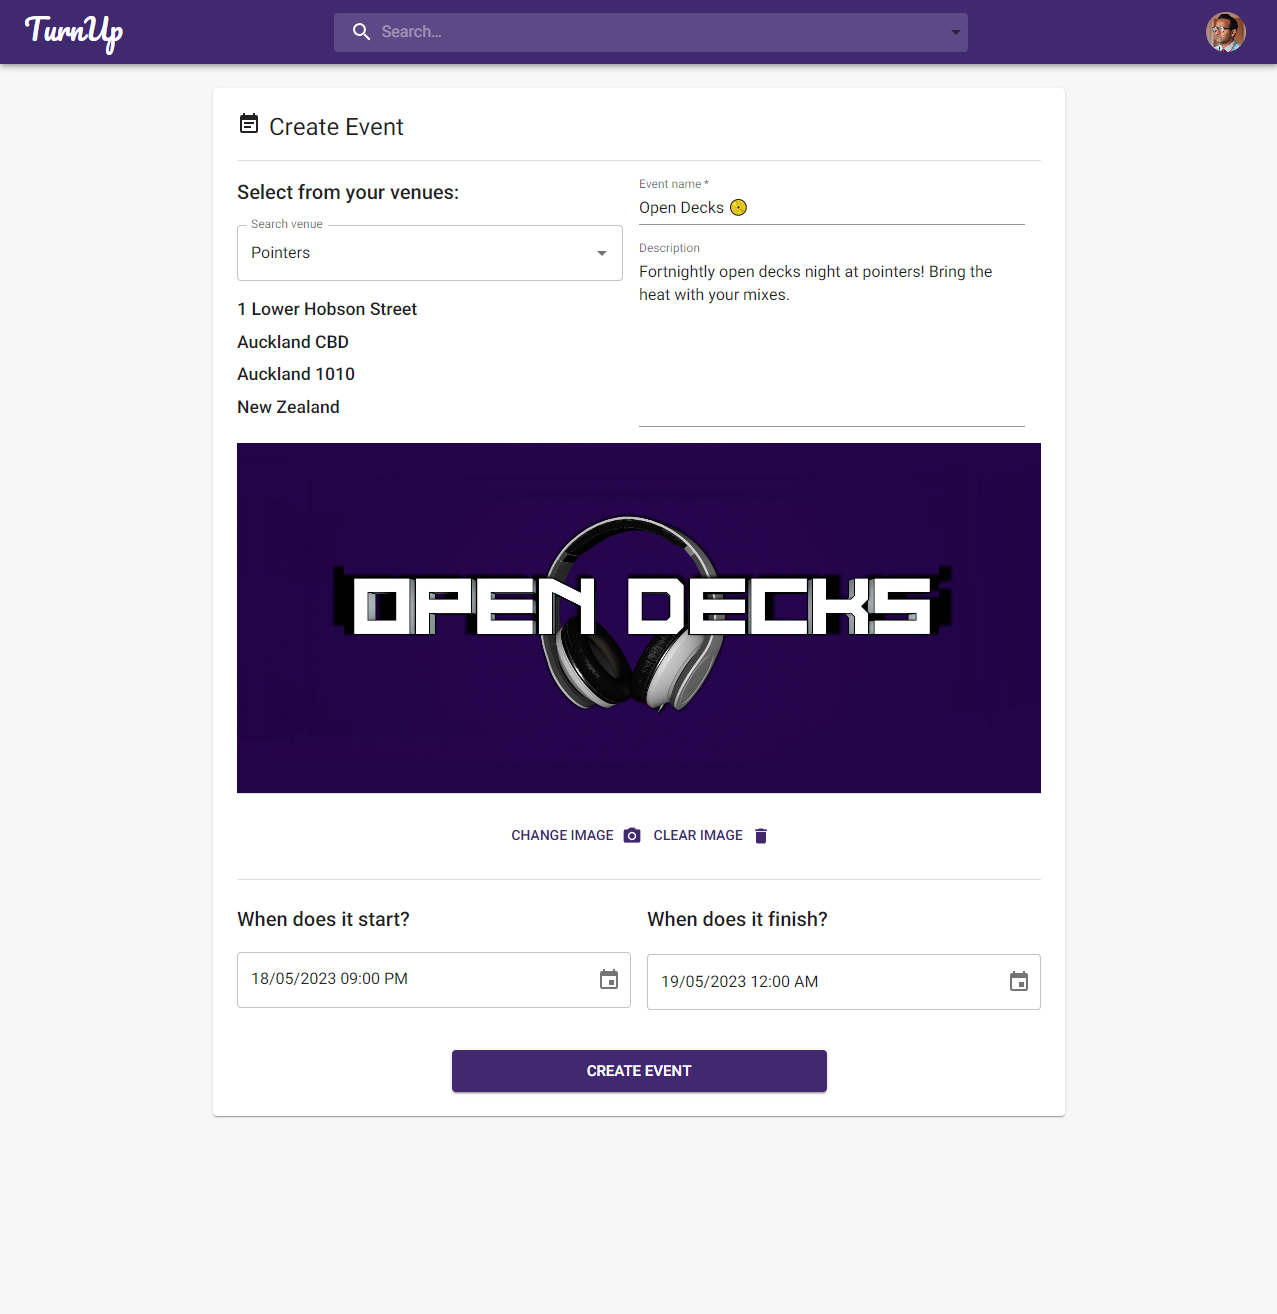 TurnUp
Search...
Create Event
Select from your venues:
Search venue
Pointers
1 Lower Hobson Street
Auckland CBD
Auckland 1010
New Zealand
Event name *
Open Decks
Description
Fortnightly open decks night at pointers! Bring the
heat with your mixes.
OPEN DECKS
CHANGE IMAGE
CLEAR IMAGE
When does it start?
18/05/2023 09:00 PM
When does it finish?
19/05/2023 12:00 AM
CREATE EVENT